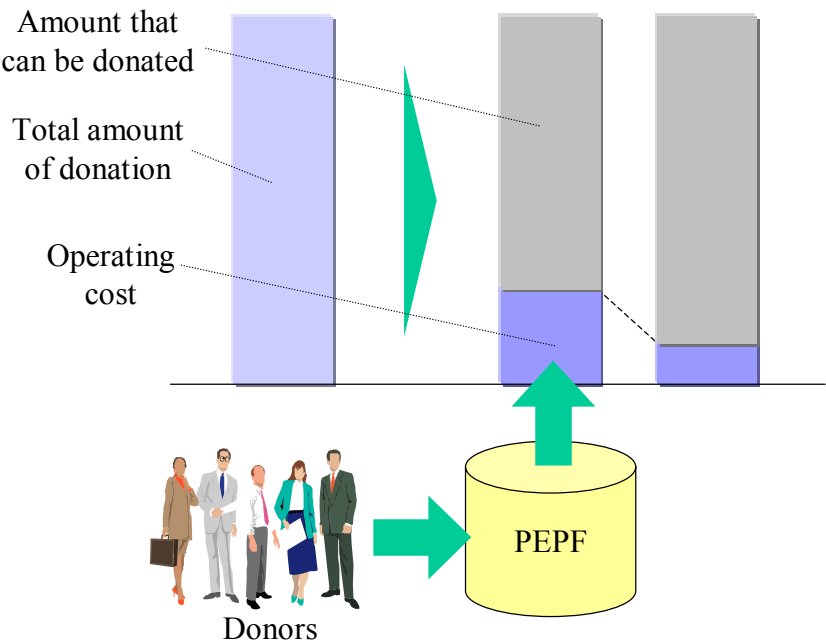 Amount that
can be donated
Total amount
of donation
Operating
cost
PEPF
Donors